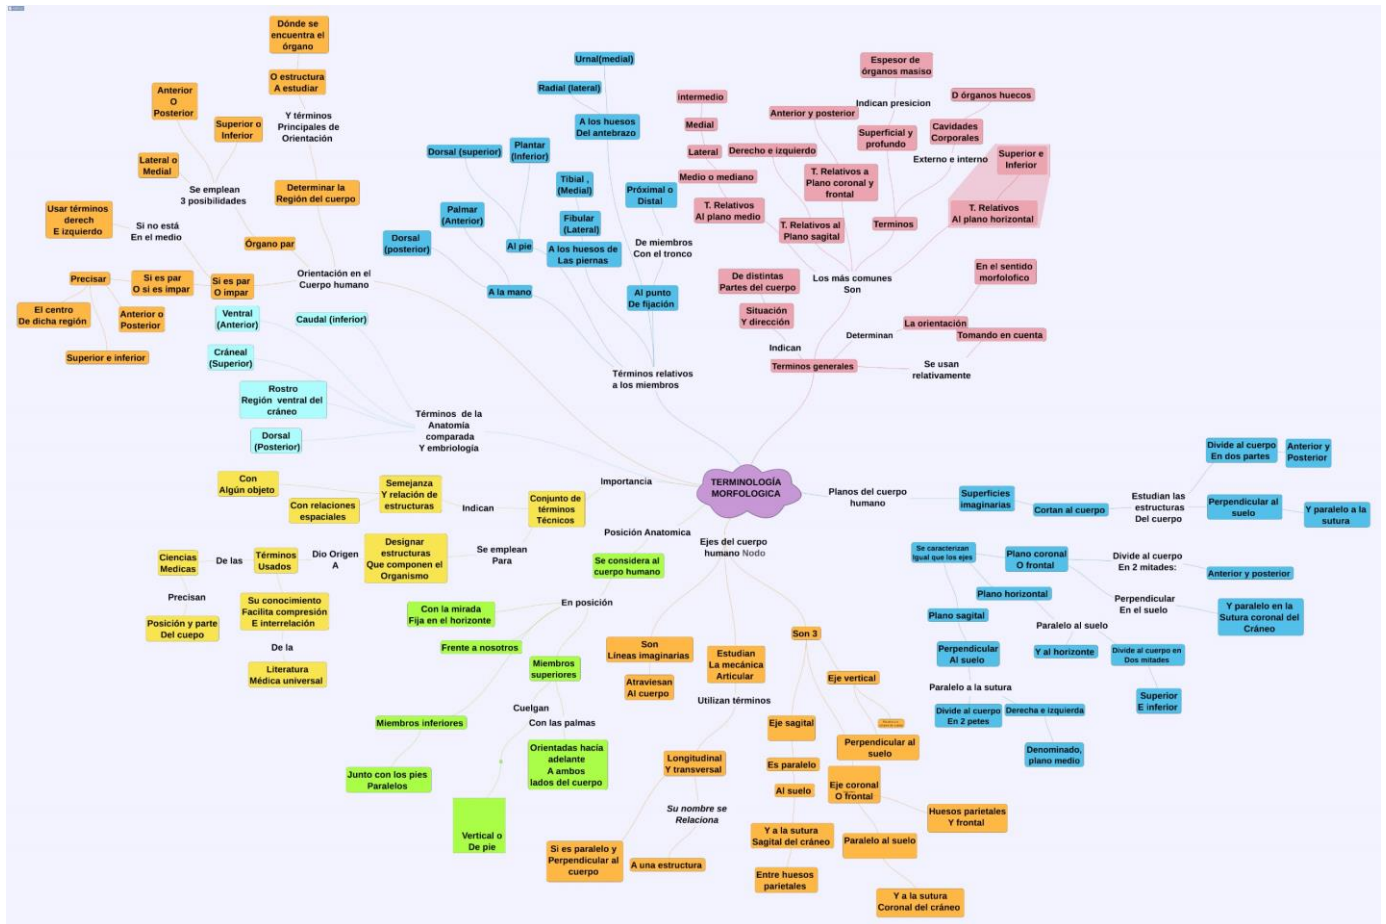 Dónde se
encuentra el
órgano
O estructura
A estudiar
Y términos
Principales de
Orientación
Determinar la
Región del cuerpo
Anterior
O
Posterior
Superior o
Inferior
Lateral o
Medial
Se emplean
3 posibilidades
Usar términos
derech
E izquierdo
Si no está
En el medio
Órgano par
Orientación en el
Cuerpo humano
Precisar
Si es par
O si es impar
Si es par
O impar
El centro
De dicha región
Anterior o
Posterior
Superior e inferior
Ventral
(Anterior)
Caudal (inferior)
Cráneal
(Superior)
Rostro
Región ventral del
cráneo
Dorsal
(Posterior)
Términos de la
Anatomía
comparada
Y embriología
Urnal(medial)
Radial (lateral)
A los huesos
Del antebrazo
Dorsal (superior)
Plantar
(Inferior)
Tibial ,
(Medial)
Próximal o
Distal
Palmar
(Anterior)
Fibular
(Lateral)
Dorsal
(posterior)
Al pie
A los huesos de
Las piernas
De miembros
Con el tronco
A la mano
Al punto
De fijación
Términos relativos
a los miembros
Espesor de
órganos masiso
intermedio
Indican presicion
D órganos huecos
Anterior y posterior
Medial
Superficial y
profundo
Cavidades
Corporales
Lateral
Derecho e izquierdo
Externo e interno
Superior e
Inferior
Medio o mediano
T. Relativos a
Plano coronal y
frontal
T. Relativos
Al plano medio
T. Relativos al
Plano sagital
Terminos
T. Relativos
Al plano horizontal
Los más comunes
Son
De distintas
Partes del cuerpo
En el sentido
morfolofico
Situación
Y dirección
La orientación
Determinan
Tomando en cuenta
Indican
Terminos generales
Se usan
relativamente
TERMINOLOGÍA
MORFOLOGICA
Importancia
Conjunto de
términos
Técnicos
Indican
Semejanza
Y relación de
estructuras
Con
Algún objeto
Con relaciones
espaciales
Se emplean
Para
Designar
estructuras
Que componen el
Organismo
Dio Origen
A
Términos
Usados
De las
Ciencias
Medicas
Precisan
Posición y parte
Del cuepo
Su conocimiento
Facilita compresión
E interrelación
De la
Literatura
Médica universal
Posición Anatomica
Se considera al
cuerpo humano
En posición
Con la mirada
Fija en el horizonte
Frente a nosotros
Miembros
superiores
Cuelgan
Con las palmas
Miembros inferiores
Orientadas hacía
adelante
A ambos
lados del cuerpo
Junto con los pies
Paralelos
Vertical o
De pie
Ejes del cuerpo
humano Nodo
Son
Líneas imaginarias
Atraviesan
Al cuerpo
Estudian
La mecánica
Articular
Utilizan términos
Longitudinal
Y transversal
Su nombre se
Relaciona
Si es paralelo y
Perpendicular al
cuerpo
A una estructura
Son 3
Eje vertical
Eje sagital
Perpendicular al
suelo
Es paralelo
Al suelo
Eje coronal
O frontal
Y a la sutura
Sagital del cráneo
Entre huesos
parietales
Huesos parietales
Y frontal
Paralelo al suelo
Y a la sutura
Coronal del cráneo
Planos del cuerpo
humano
Superficies
imaginarias
Cortan al cuerpo
Estudian las
estructuras
Del cuerpo
Divide al cuerpo
En dos partes
Anterior y
Posterior
Perpendicular al
suelo
Y paralelo a la
sutura
Se caracterizan
Igual que los ejes
Plano coronal
O frontal
Divide al cuerpo
En 2 mitades:
Anterior y posterior
Plano horizontal
Perpendicular
En el suelo
Y paralelo en la
Sutura coronal del
Cráneo
Plano sagital
Paralelo al suelo
Perpendicular
Al suelo
Y al horizonte
Divide al cuerpo en
Dos mitades
Paralelo a la sutura
Superior
E inferior
Divide al cuerpo
En 2 petes
Derecha e izquierda
Denominado,
plano medio